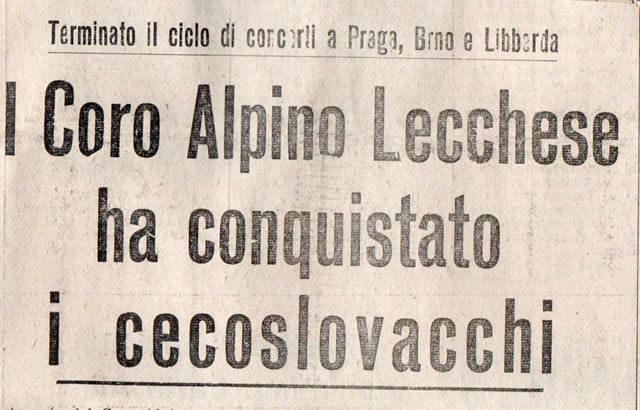 Terminato il ciclo di concerti a Praga, Brno e Libberda
l Coro Alpino Lecchese
ha conquistato
i cecoslovacchi